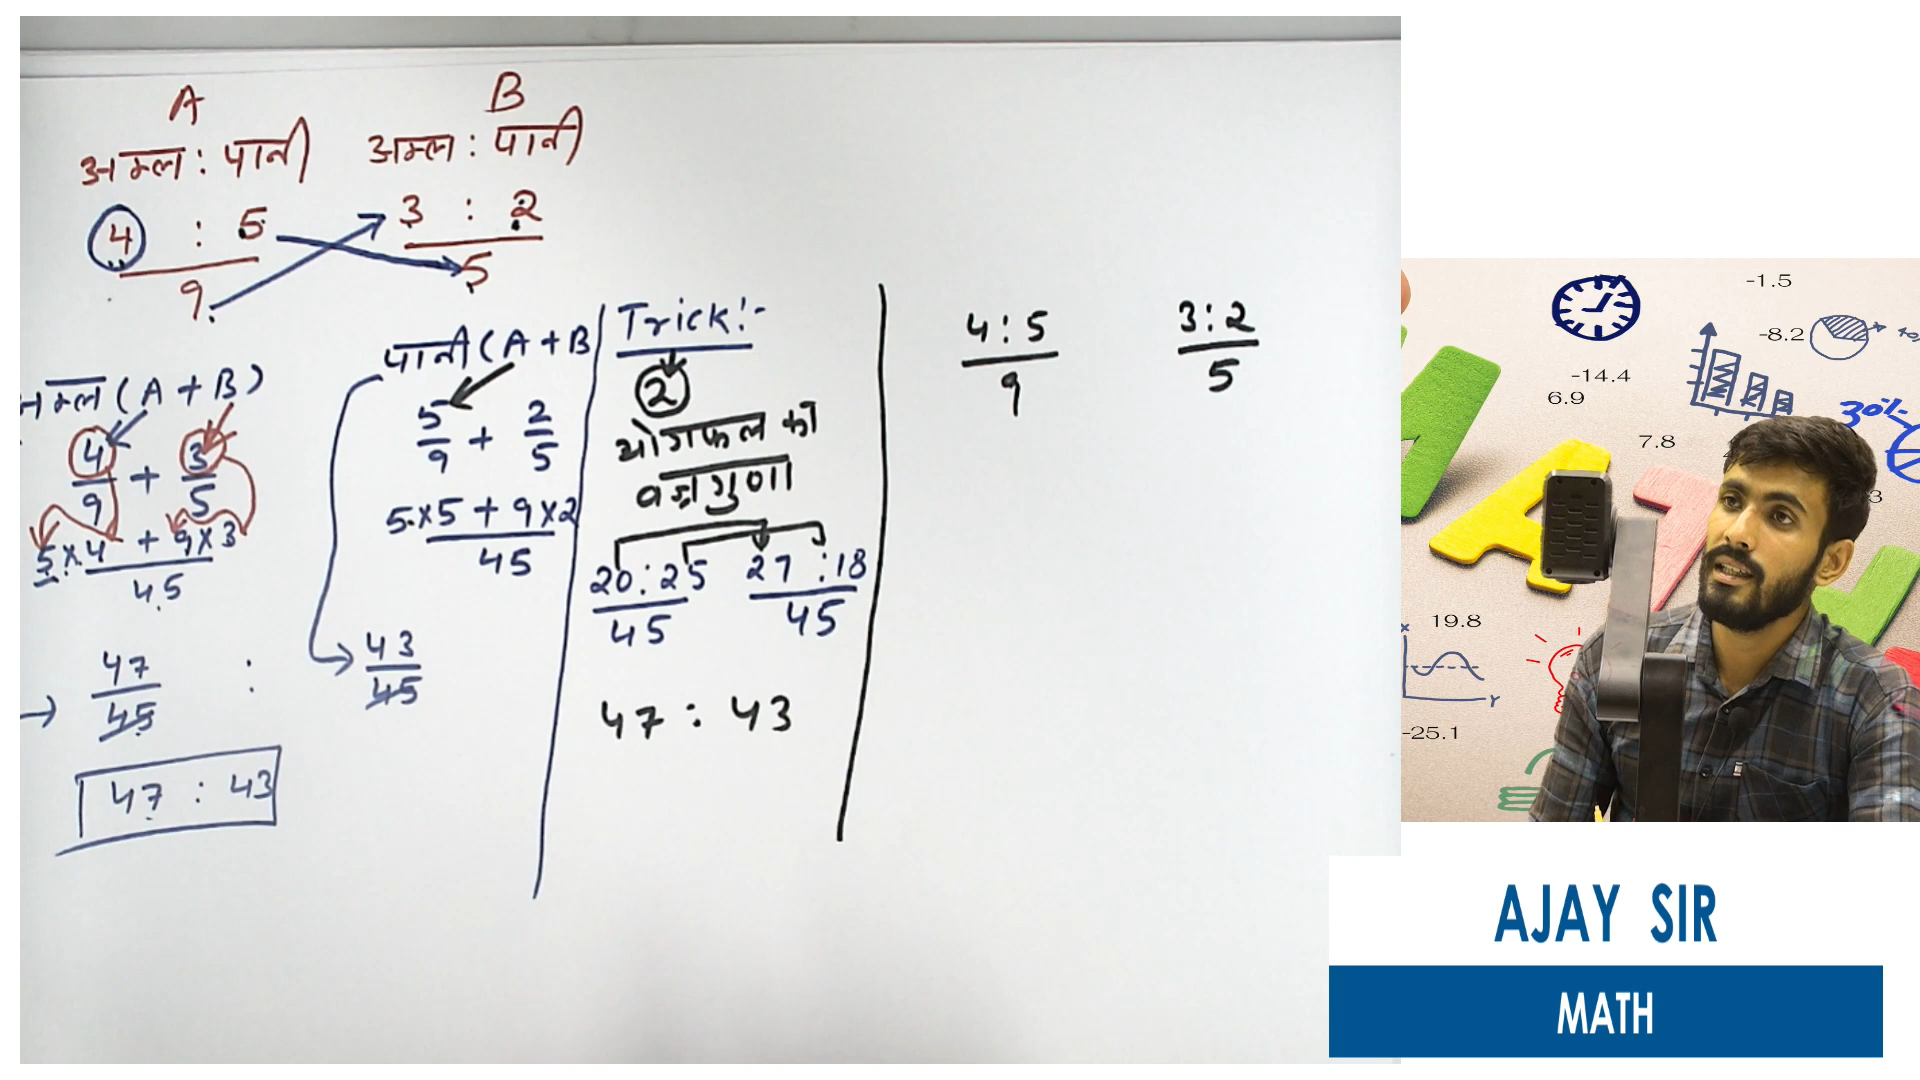 A
अम्ल : पानी
4 : 5
9
B
अम्ल : पानी
3 : 2
5
अम्ल (A + B)
4/9 + 3/5
5×4 + 9×3
45
47/45 :
47 : 43
पानी (A + B
5/9 + 2/5
5×5 + 9×2
45
43/45
Trick :-
2
योगफल को
वज्रगुणा
20 : 25 27 : 18
45 45
47 : 43
4 : 5
9
3 : 2
5
-1.5
-8.2
-14.4
6.9
7.8
30%
19.8
x
Y
-25.1
AJAY SIR
MATH